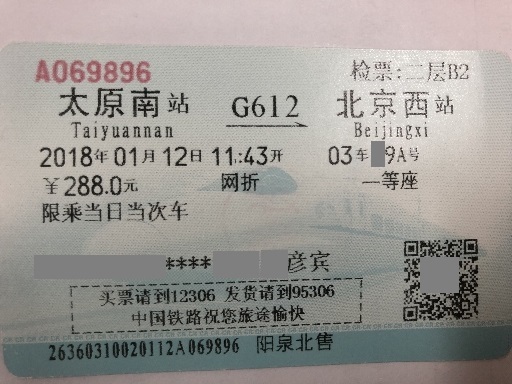 A069896 检票:二层B2
太原南站 G612 北京西站
Taiyuannan Beijingxi
2018年01月12日 11:43开 03车 9A号
￥288.0元 网折 一等座
限乘当日当次车
**** 彦宾
买票请到12306 发货请到95306
中国铁路祝您旅途愉快
26360310020112A069896 阳泉北售